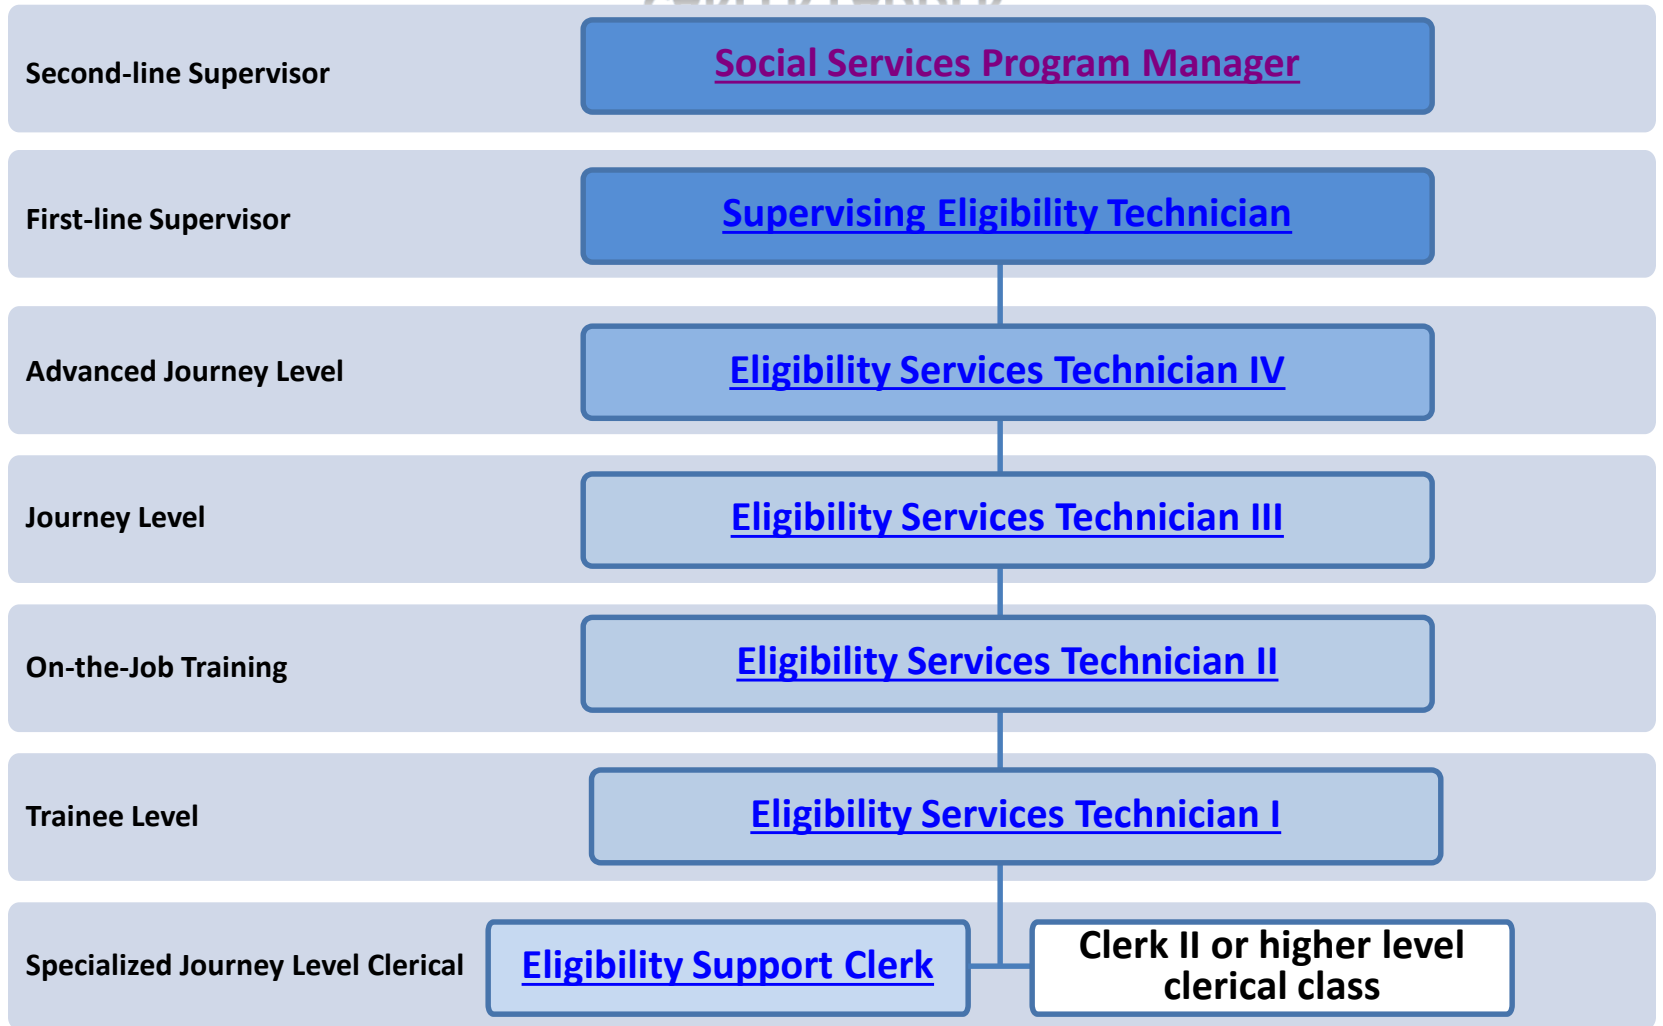 Second-line Supervisor
Social Services Program Manager
First-line Supervisor
Supervising Eligibility Technician
Advanced Journey Level
Eligibility Services Technician IV
Journey Level
Eligibility Services Technician III
On-the-Job Training
Eligibility Services Technician II
Trainee Level
Eligibility Services Technician I
Specialized Journey Level Clerical
Eligibility Support Clerk
Clerk II or higher level
clerical class